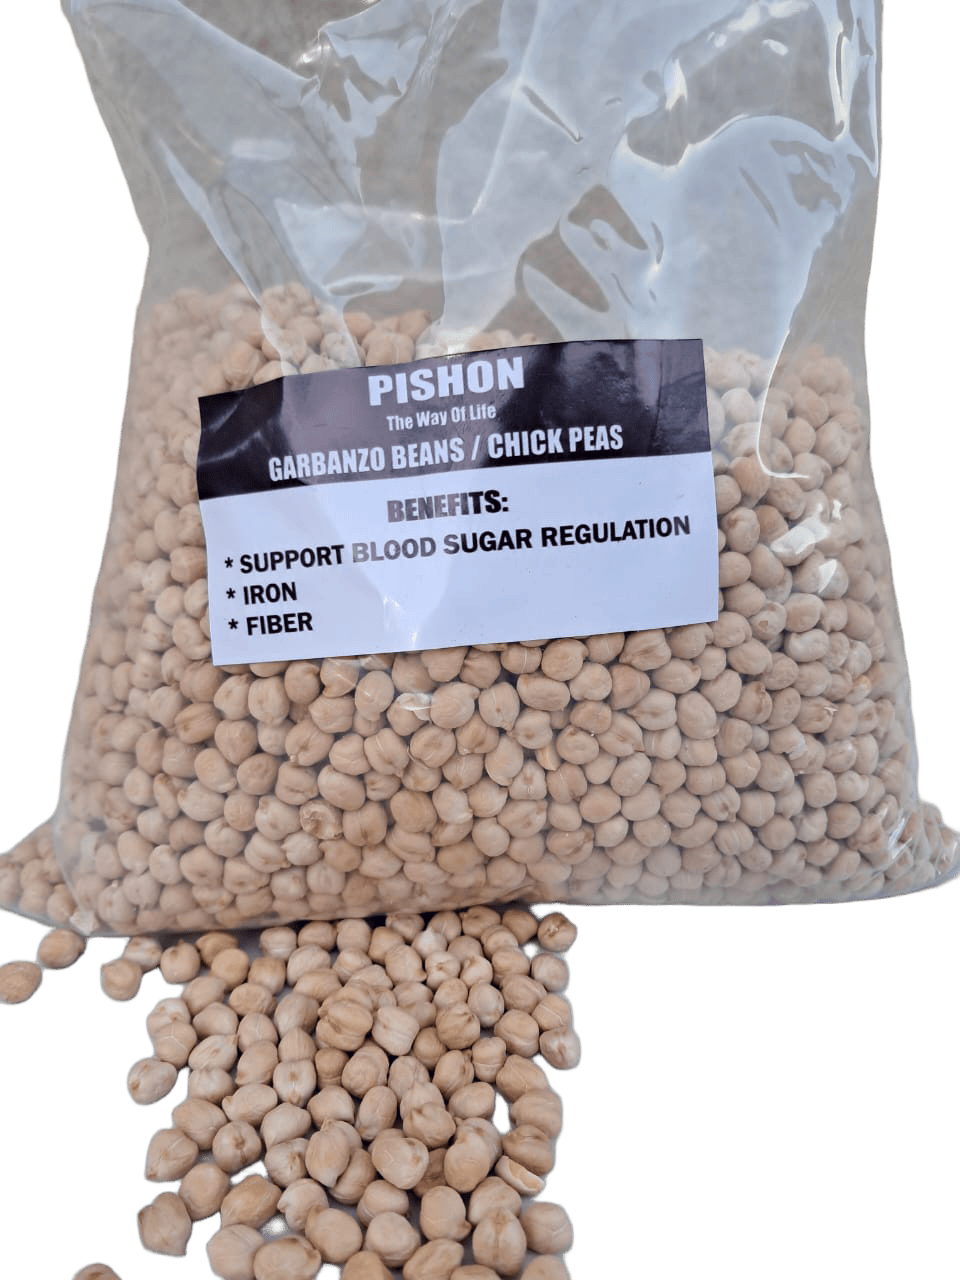 PISHON
The Way Of Life
GARBANZO BEANS / CHICK PEAS
BENEFITS:
* SUPPORT BLOOD SUGAR REGULATION
* IRON
* FIBER